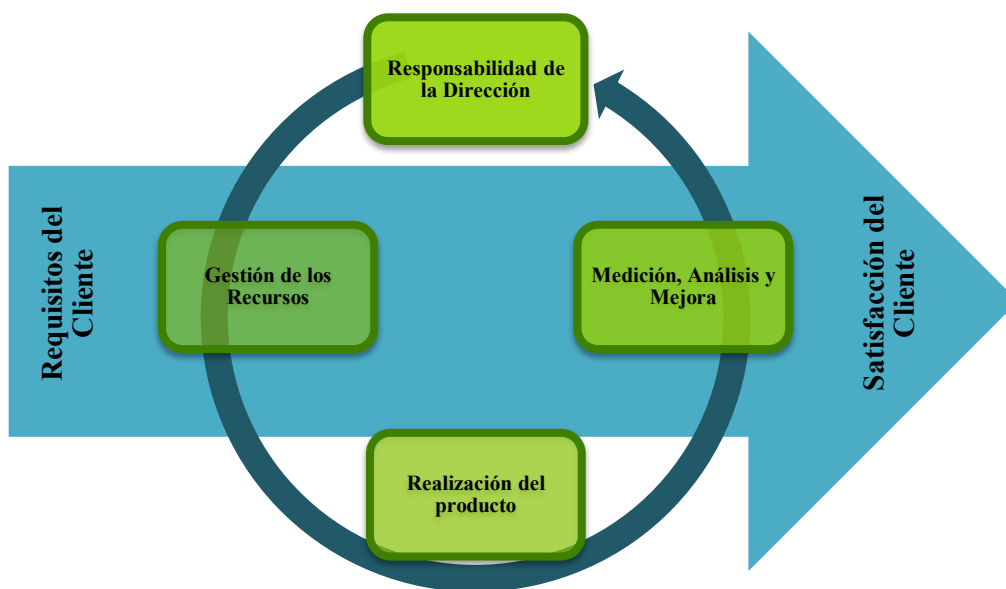 Responsabilidad de
la Dirección
Requisitos del
Cliente
Gestión de los
Recursos
Medición, Análisis y
Mejora
Satisfacción del
Cliente
Realización del
producto